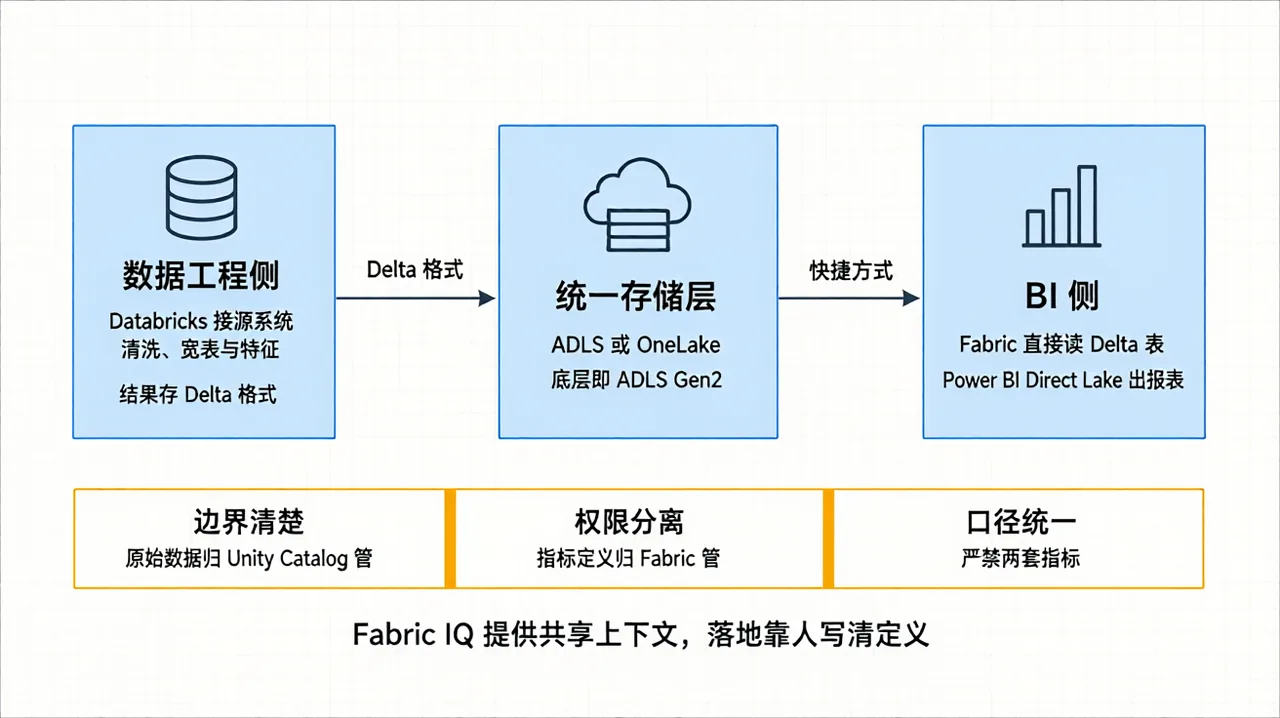 数据工程侧
Databricks 接源系统
清洗、宽表与特征
结果存 Delta 格式
Delta 格式
统一存储层
ADLS 或 OneLake
底层即 ADLS Gen2
快捷方式
BI 侧
Fabric 直接读 Delta 表
Power BI Direct Lake 出报表
边界清楚
原始数据归 Unity Catalog 管
权限分离
指标定义归 Fabric 管
口径统一
严禁两套指标
Fabric IQ 提供共享上下文，落地靠人写清定义